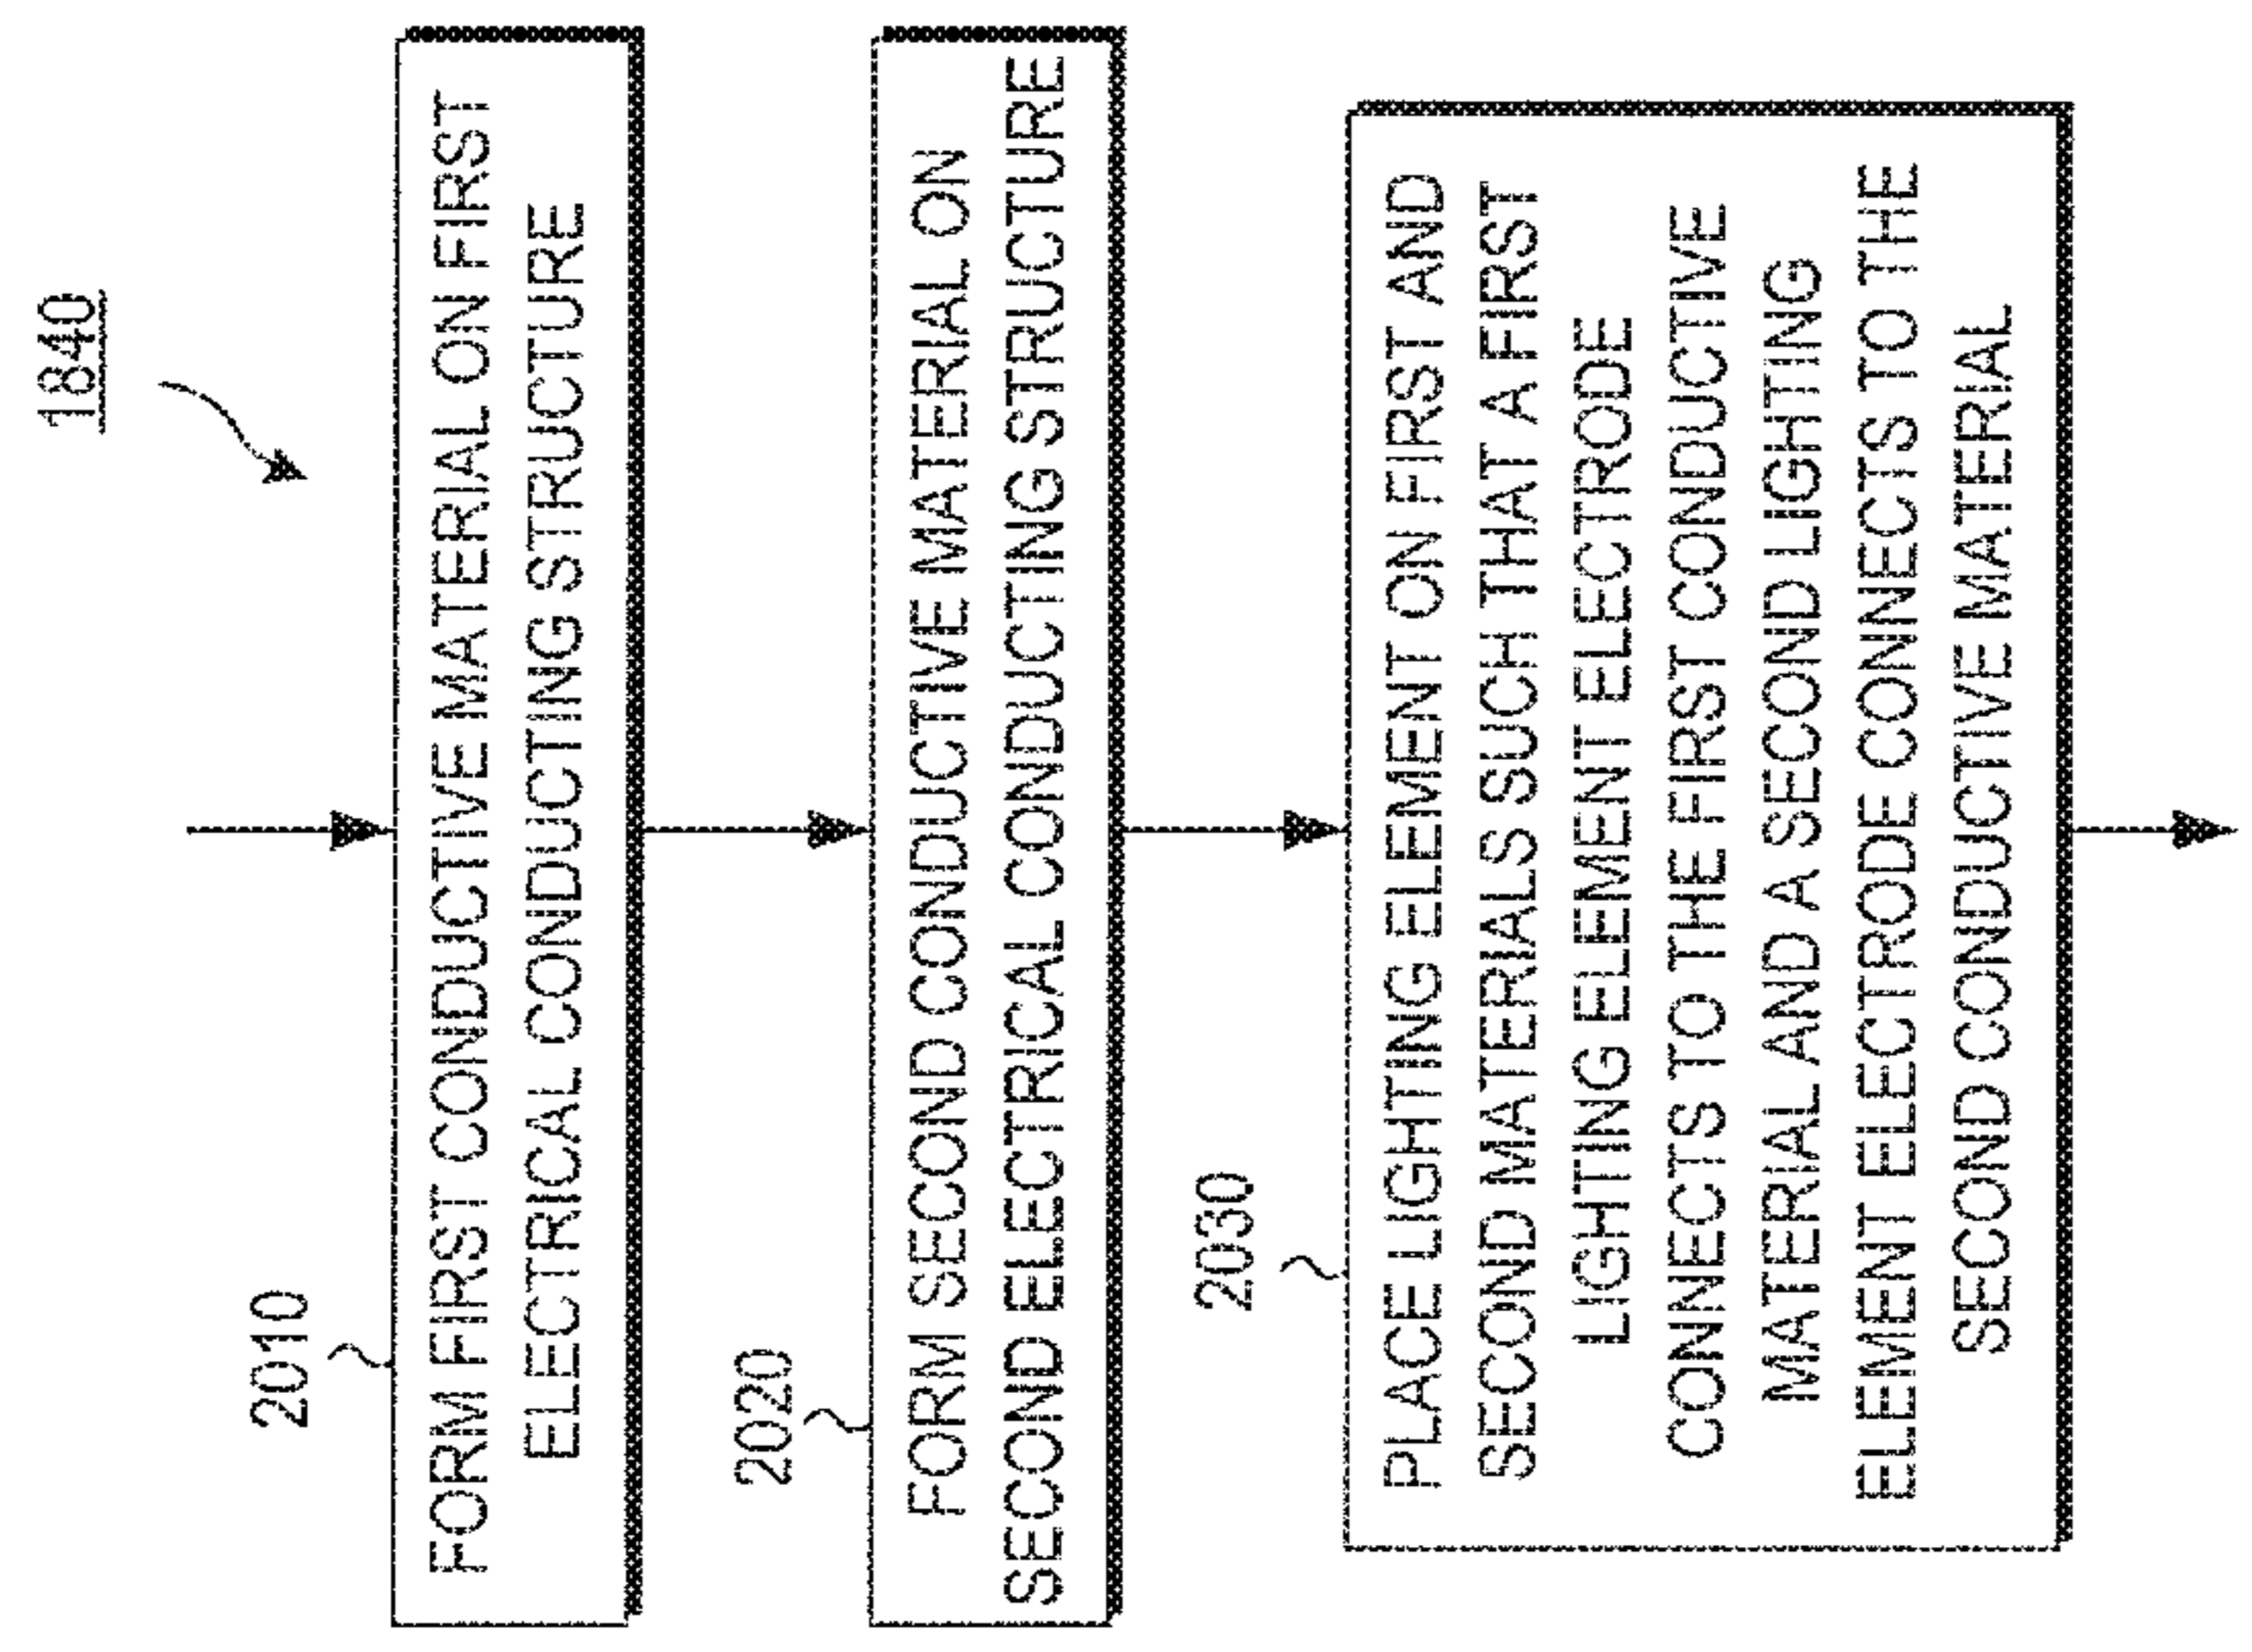 1840
2010
FORM FIRST CONDUCTIVE MATERIAL ON FIRST
ELECTRICAL CONDUCTING STRUCTURE
2020
FORM SECOND CONDUCTIVE MATERIAL ON
SECOND ELECTRICAL CONDUCTING STRUCTURE
2030
PLACE LIGHTING ELEMENT ON FIRST AND
SECOND MATERIALS SUCH THAT A FIRST
LIGHTING ELEMENT ELECTRODE
CONNECTS TO THE FIRST CONDUCTIVE
MATERIAL AND A SECOND LIGHTING
ELEMENT ELECTRODE CONNECTS TO THE
SECOND CONDUCTIVE MATERIAL